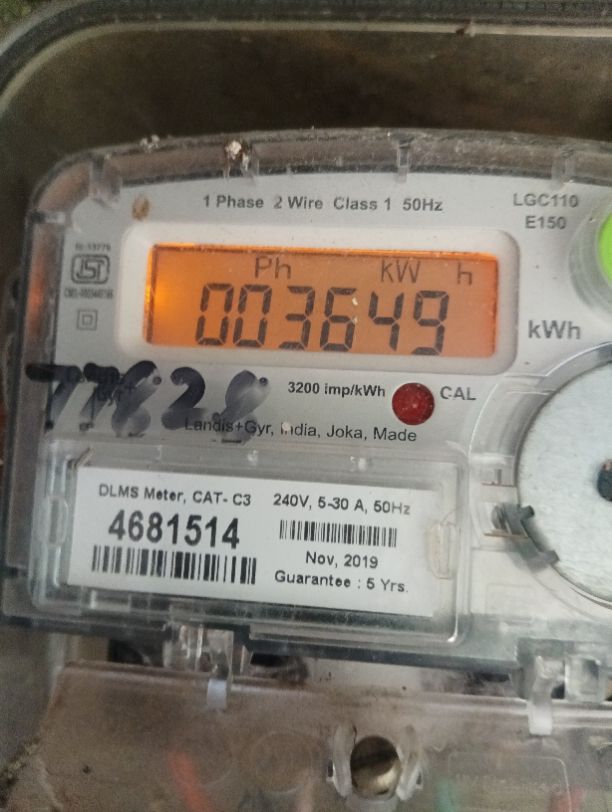 1 Phase 2 Wire Class 1 50Hz
LGC110
E150
Ph kW h
003649
kWh
3200 imp/kWh
CAL
Landis+Gyr, India, Joka, Made
DLMS Meter, CAT- C3
4681514
240V, 5-30 A, 50Hz
Nov, 2019
Guarantee : 5 Yrs.